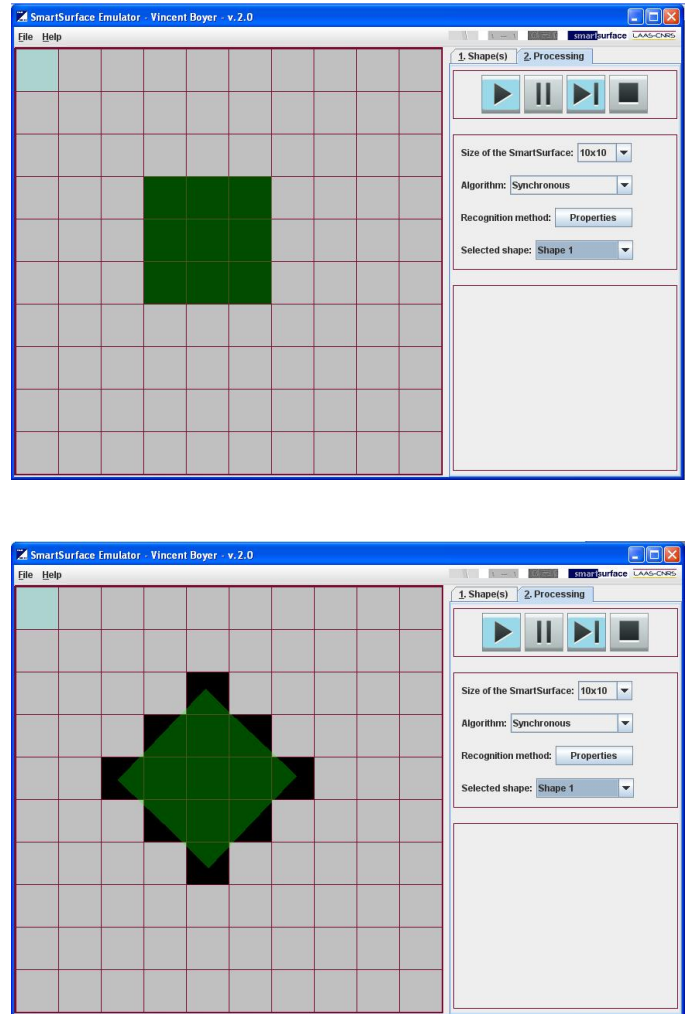 SmartSurface Emulator - Vincent Boyer - v.2.0
File Help
smartsurface LAAS-CNRS
1. Shape(s) 2. Processing
Size of the SmartSurface: 10x10
Algorithm: Synchronous
Recognition method: Properties
Selected shape: Shape 1
SmartSurface Emulator - Vincent Boyer - v.2.0
File Help
smartsurface LAAS-CNRS
1. Shape(s) 2. Processing
Size of the SmartSurface: 10x10
Algorithm: Synchronous
Recognition method: Properties
Selected shape: Shape 1